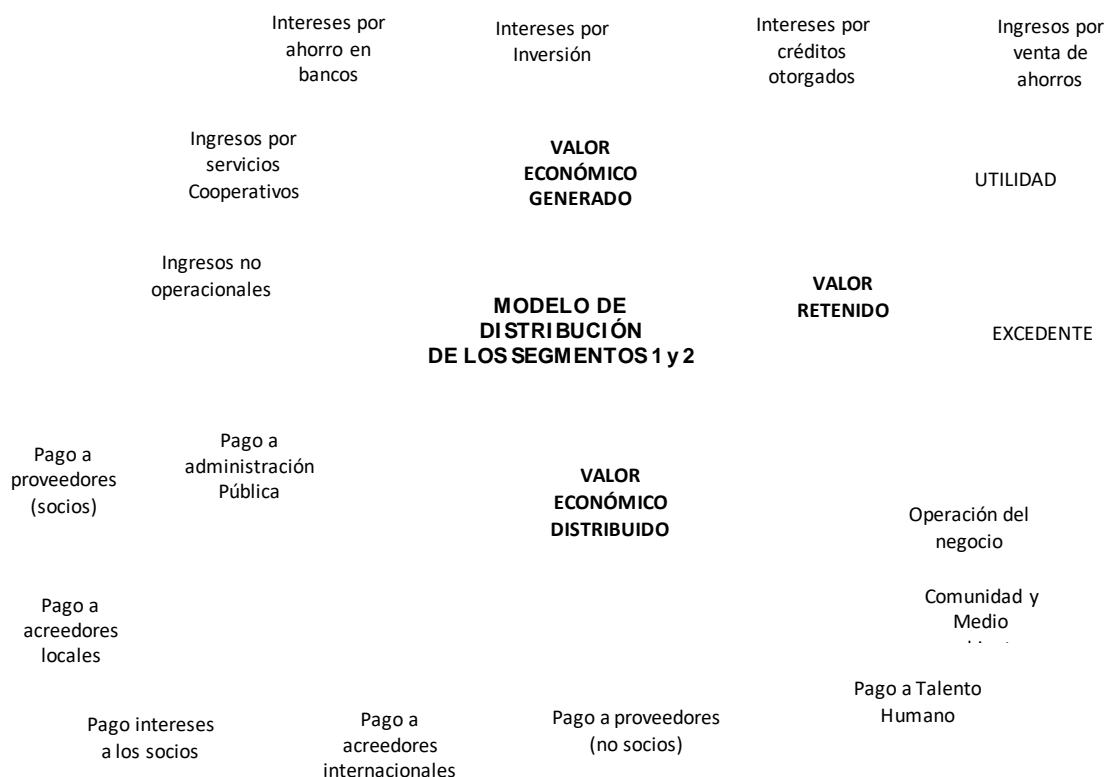 Intereses por
ahorro en
bancos
Intereses por
Inversión
Intereses por
créditos
otorgados
Ingresos por
venta de
ahorros
Ingresos por
servicios
Cooperativos
VALOR
ECONÓMICO
GENERADO
UTILIDAD
Ingresos no
operacionales
VALOR
RETENIDO
MODELO DE
DISTRIBUCIÓN
DE LOS SEGMENTOS 1 y 2
EXCEDENTE
Pago a
proveedores
(socios)
Pago a
administración
Pública
VALOR
ECONÓMICO
DISTRIBUIDO
Operación del
negocio
Pago a
acreedores
locales
Comunidad y
Medio
Pago a Talento
Humano
Pago intereses
a los socios
Pago a
acreedores
internacionales
Pago a proveedores
(no socios)